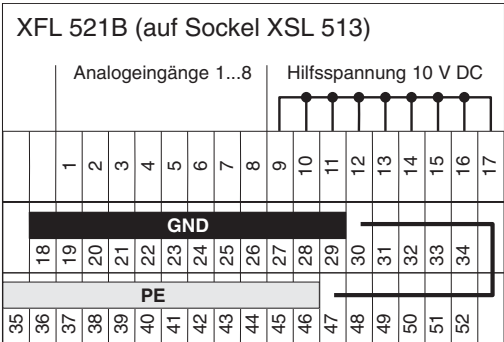 XFL 521B (auf Sockel XSL 513)
Analogeingänge 1...8 Hilfsspannung 10 V DC
1 2 3 4 5 6 7 8 9 10 11 12 13 14 15 16 17
GND
18 19 20 21 22 23 24 25 26 27 28 29 30 31 32 33 34
PE
35 36 37 38 39 40 41 42 43 44 45 46 47 48 49 50 51 52